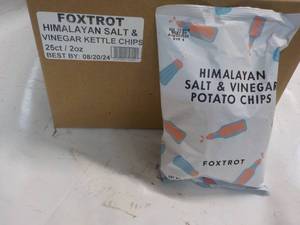 FOXTROT
HIMALAYAN SALT &
VINEGAR KETTLE CHIPS
25ct / 2oz
BEST BY: 08/20/24
HIMALAYAN
SALT & VINEGAR
POTATO CHIPS
FOXTROT